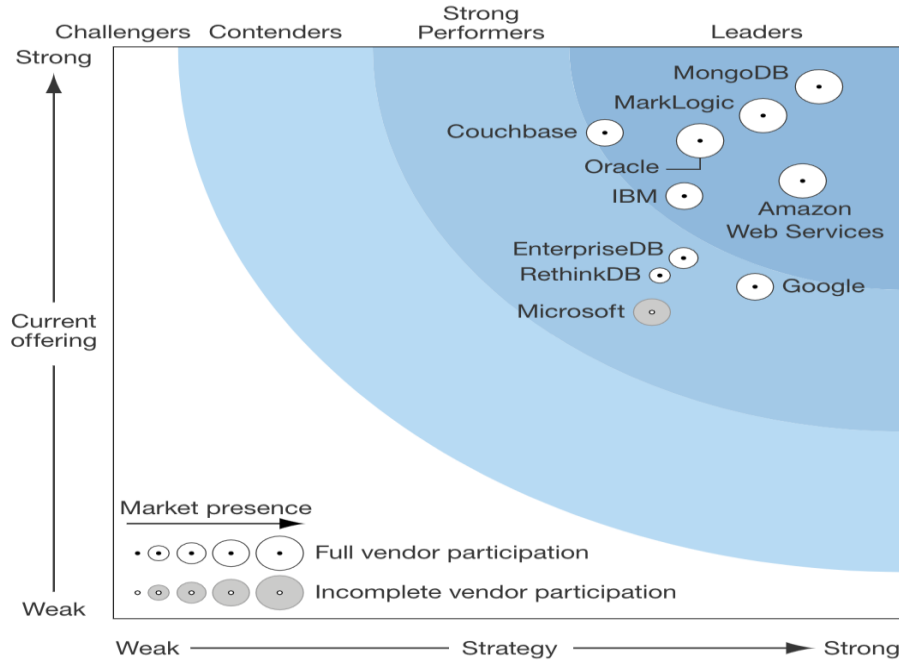 Strong
Challengers Contenders Performers Leaders
Strong
MongoDB
MarkLogic
Couchbase
Oracle
IBM
Amazon
Web Services
EnterpriseDB
RethinkDB
Google
Microsoft
Current
offering
Market presence
Full vendor participation
Incomplete vendor participation
Weak
Weak Strategy Strong